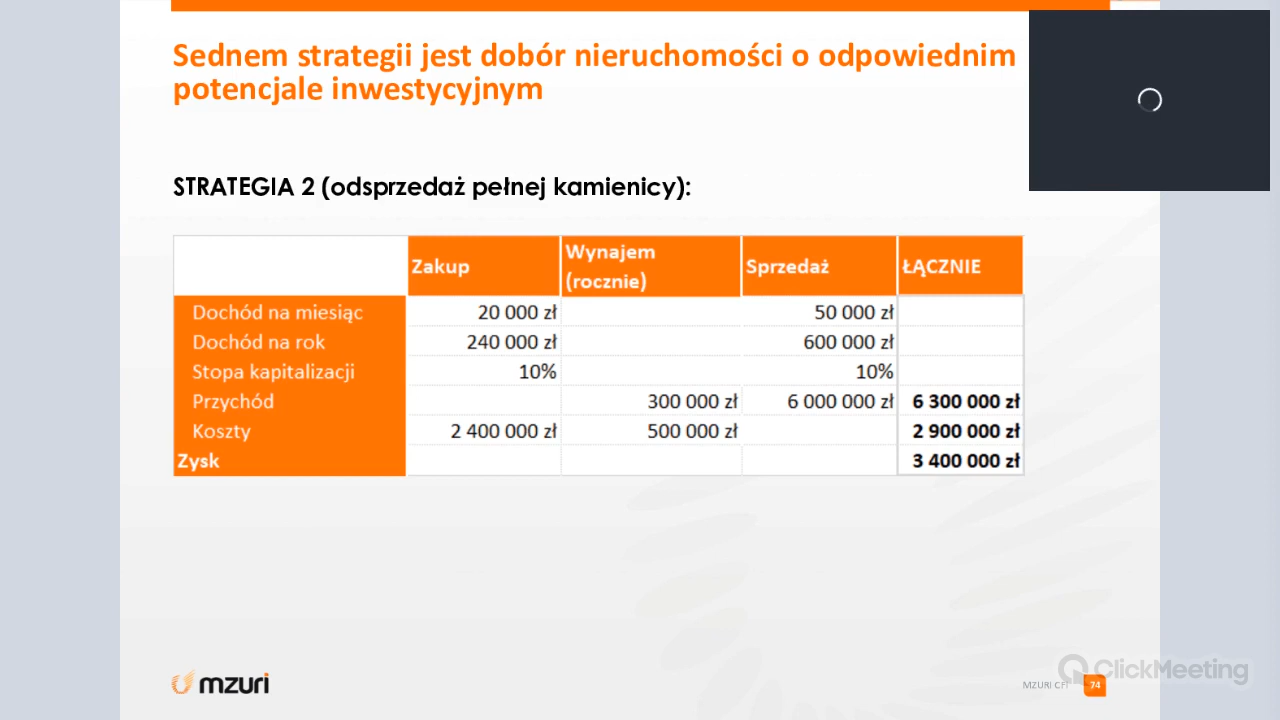 Sednem strategii jest dobór nieruchomości o odpowiednim
potencjale inwestycyjnym
STRATEGIA 2 (odsprzedaż pełnej kamienicy):
Zakup Wynajem (rocznie) Sprzedaż ŁĄCZNIE
Dochód na miesiąc 20 000 zł 50 000 zł
Dochód na rok 240 000 zł 600 000 zł
Stopa kapitalizacji 10% 10%
Przychód 300 000 zł 6 000 000 zł 6 300 000 zł
Koszty 2 400 000 zł 500 000 zł 2 900 000 zł
Zysk 3 400 000 zł
mzuri
MZURI CFI 74
ClickMeeting